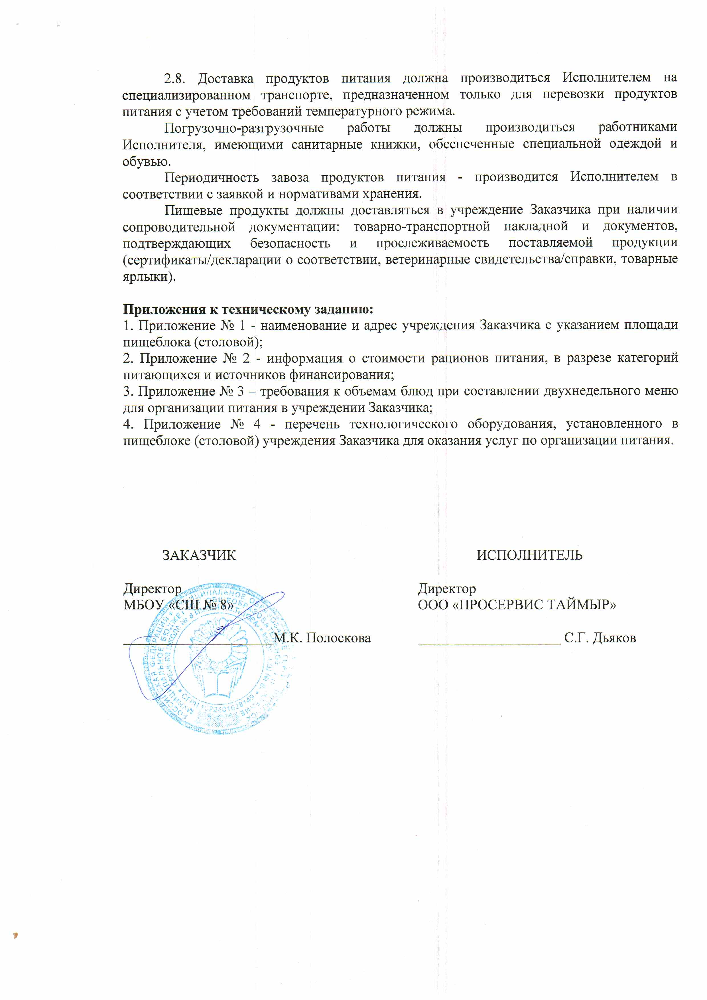 2.8. Доставка продуктов питания должна производиться Исполнителем на
специализированном транспорте, предназначенном только для перевозки продуктов
питания с учетом требований температурного режима.
Погрузочно-разгрузочные работы должны производиться работниками
Исполнителя, имеющими санитарные книжки, обеспеченные специальной одеждой и
обувью.
Периодичность завоза продуктов питания - производится Исполнителем в
соответствии с заявкой и нормативами хранения.
Пищевые продукты должны доставляться в учреждение Заказчика при наличии
сопроводительной документации: товарно-транспортной накладной и документов,
подтверждающих безопасность и прослеживаемость поставляемой продукции
(сертификаты/декларации о соответствии, ветеринарные свидетельства/справки, товарные
ярлыки).
Приложения к техническому заданию:
1. Приложение № 1 - наименование и адрес учреждения Заказчика с указанием площади
пищеблока (столовой);
2. Приложение № 2 - информация о стоимости рационов питания, в разрезе категорий
питающихся и источников финансирования;
3. Приложение № 3 – требования к объемам блюд при составлении двухнедельного меню
для организации питания в учреждении Заказчика;
4. Приложение № 4 - перечень технологического оборудования, установленного в
пищеблоке (столовой) учреждения Заказчика для оказания услуг по организации питания.
ЗАКАЗЧИК
Директор
МБОУ «СШ № 8»
М.К. Полоскова
ИСПОЛНИТЕЛЬ
Директор
ООО «ПРОСЕРВИС ТАЙМЫР»
С.Г. Дьяков
ФЕДЕРАЦИЯ
ШКОЛА № 8
ОГРН 1022401628149